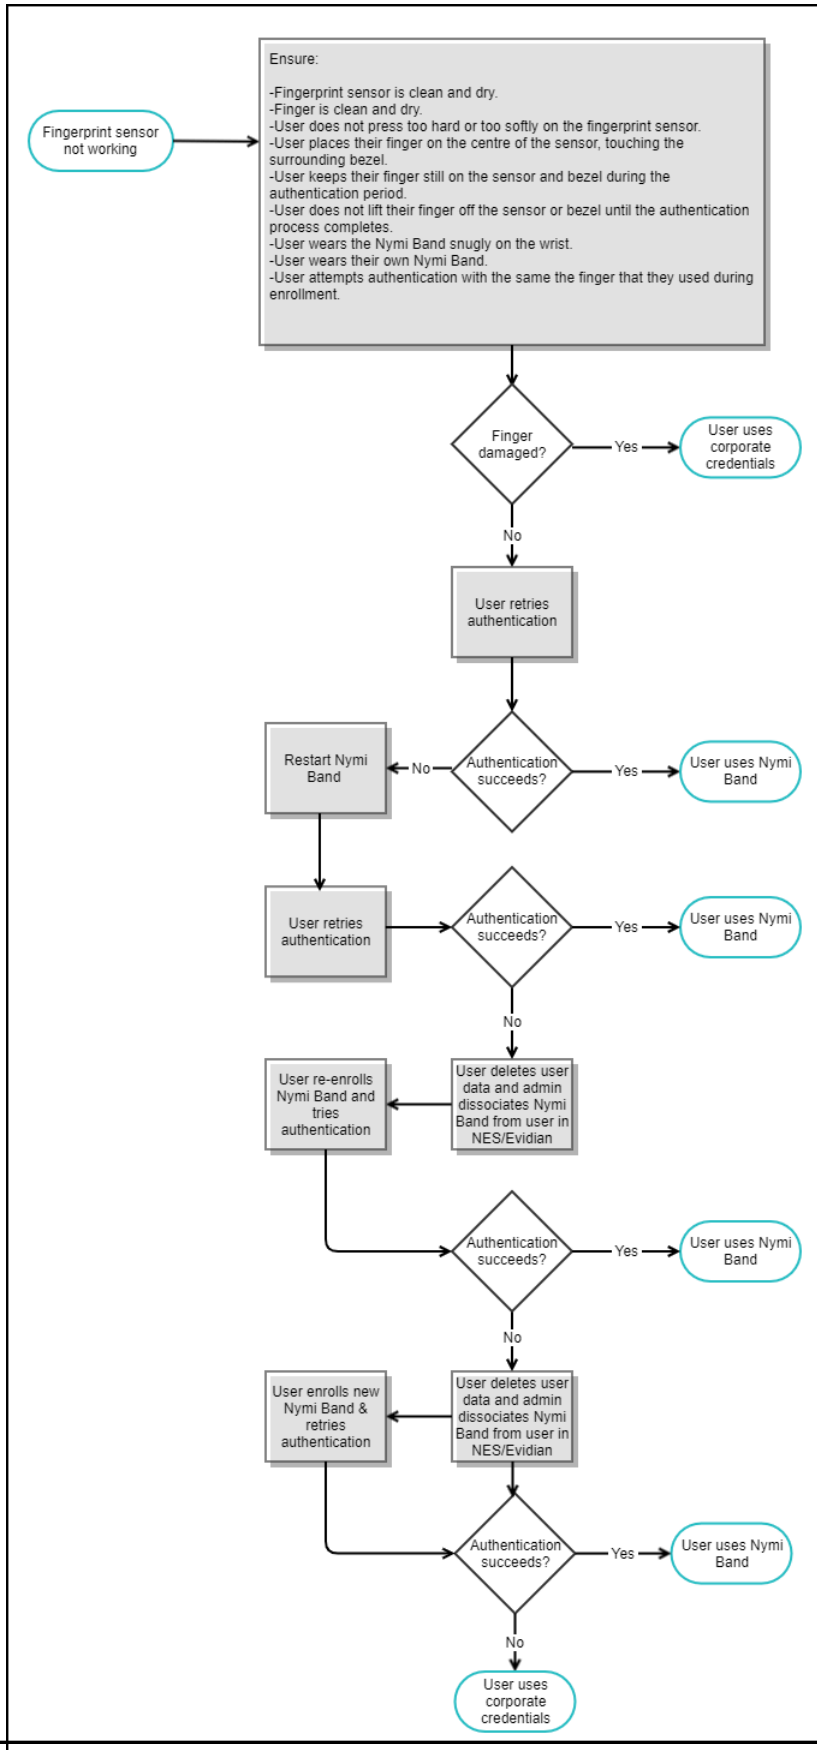 Ensure:
-Fingerprint sensor is clean and dry.
-Finger is clean and dry.
-User does not press too hard or too softly on the fingerprint sensor.
-User places their finger on the centre of the sensor, touching the
surrounding bezel.
-User keeps their finger still on the sensor and bezel during the
authentication period.
-User does not lift their finger off the sensor or bezel until the authentication
process completes.
-User wears the Nymi Band snugly on the wrist.
-User wears their own Nymi Band.
-User attempts authentication with the same the finger that they used during
enrollment.
Fingerprint sensor
not working
Finger
damaged?
Yes
User uses
corporate
credentials
No
User retries
authentication
Authentication
succeeds?
Yes
User uses Nymi
Band
No
Restart Nymi
Band
User retries
authentication
Authentication
succeeds?
Yes
User uses Nymi
Band
No
User deletes user
data and admin
dissociates Nymi
Band from user in
NES/Evidian
User re-enrolls
Nymi Band and
tries
authentication
Authentication
succeeds?
Yes
User uses Nymi
Band
No
User deletes user
data and admin
dissociates Nymi
Band from user in
NES/Evidian
User enrolls new
Nymi Band &
retries
authentication
Authentication
succeeds?
Yes
User uses Nymi
Band
No
User uses
corporate
credentials